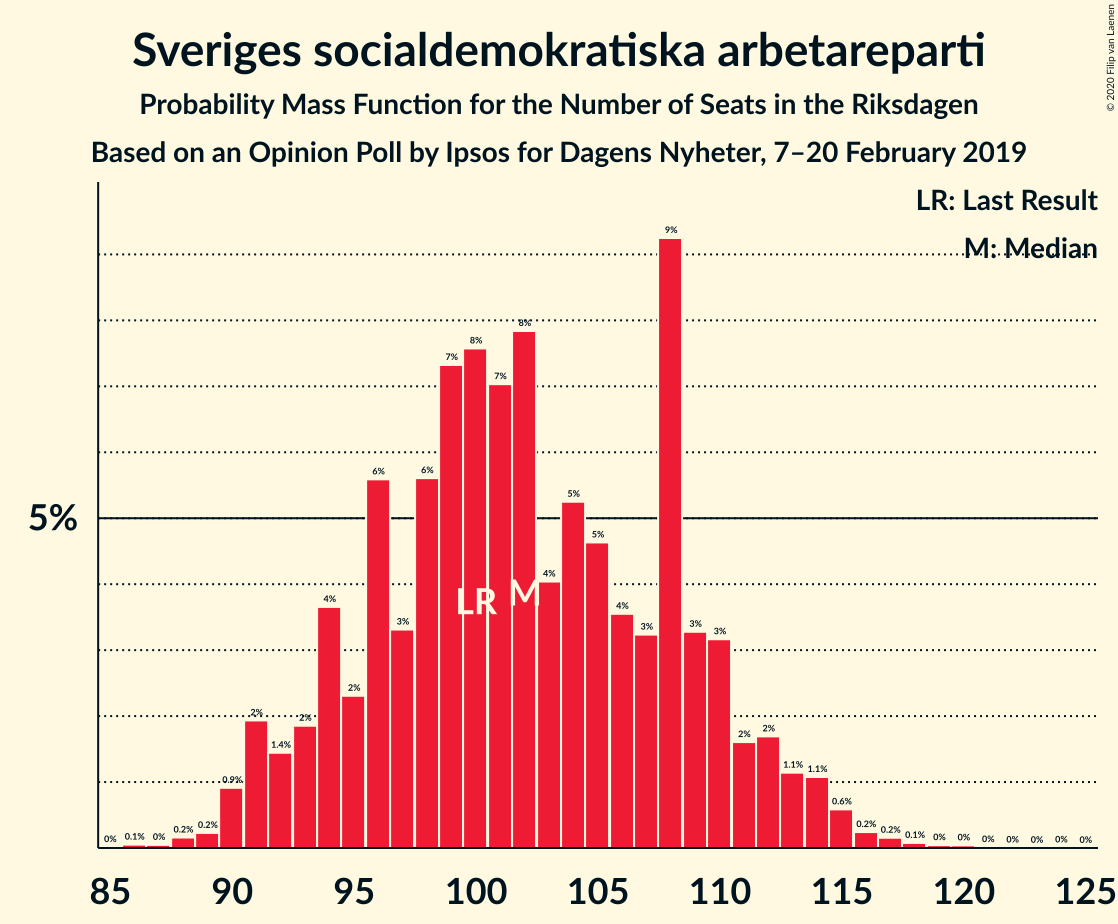 Sveriges socialdemokratiska arbetareparti
Probability Mass Function for the Number of Seats in the Riksdagen
Based on an Opinion Poll by Ipsos for Dagens Nyheter, 7–20 February 2019
© 2020 Filip van Laenen
LR: Last Result
M: Median
5%
0% 0.1% 0% 0.2% 0.2% 0.9% 2% 1.4% 2% 4% 2% 6% 3% 6% 7% 8% 7% 8% 4% 5% 5% 4% 3% 9% 3% 3% 2% 2% 1.1% 1.1% 0.6% 0.2% 0.2% 0.1% 0% 0% 0% 0% 0% 0% 0%
LR M
85 90 95 100 105 110 115 120 125